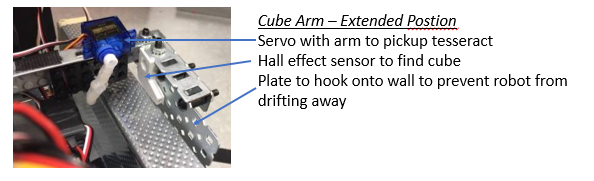 Cube Arm – Extended Postion
Servo with arm to pickup tesseract
Hall effect sensor to find cube
Plate to hook onto wall to prevent robot from
drifting away